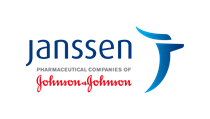 janssen
PHARMACEUTICAL COMPANIES OF
Johnson & Johnson